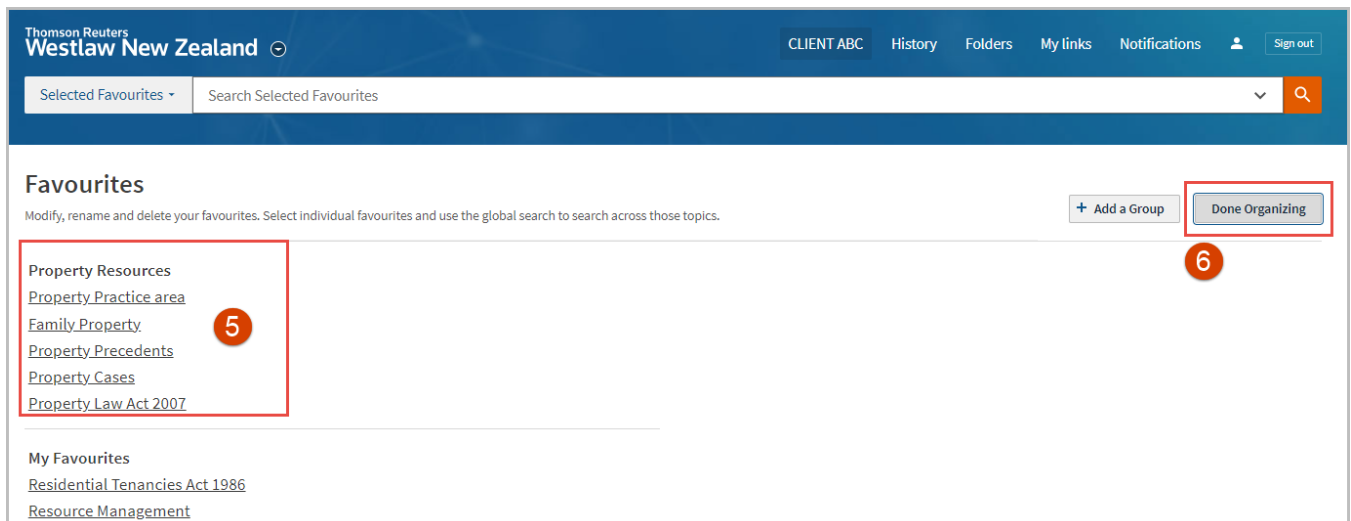 Thomson Reuters
Westlaw New Zealand
CLIENT ABC History Folders My links Notifications Sign out
Selected Favourites Search Selected Favourites
Favourites
Modify, rename and delete your favourites. Select individual favourites and use the global search to search across those topics.
+ Add a Group Done Organizing
6
Property Resources
Property Practice area
Family Property
5
Property Precedents
Property Cases
Property Law Act 2007
My Favourites
Residential Tenancies Act 1986
Resource Management